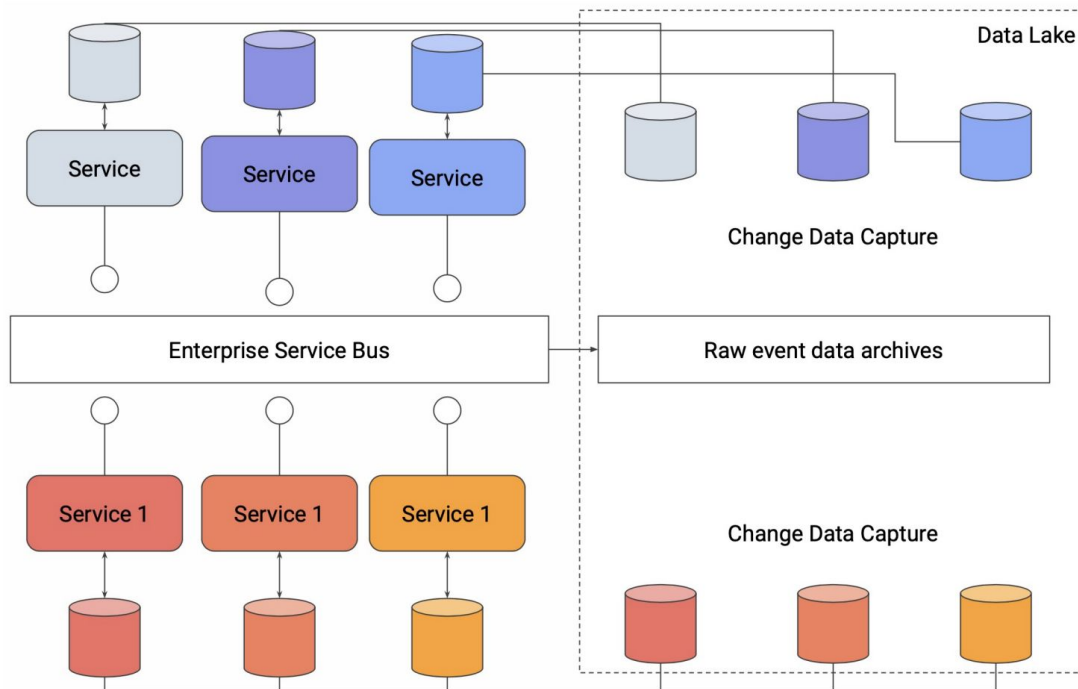 Data Lake
Service
Service
Service
Change Data Capture
Enterprise Service Bus
Raw event data archives
Service 1
Service 1
Service 1
Change Data Capture